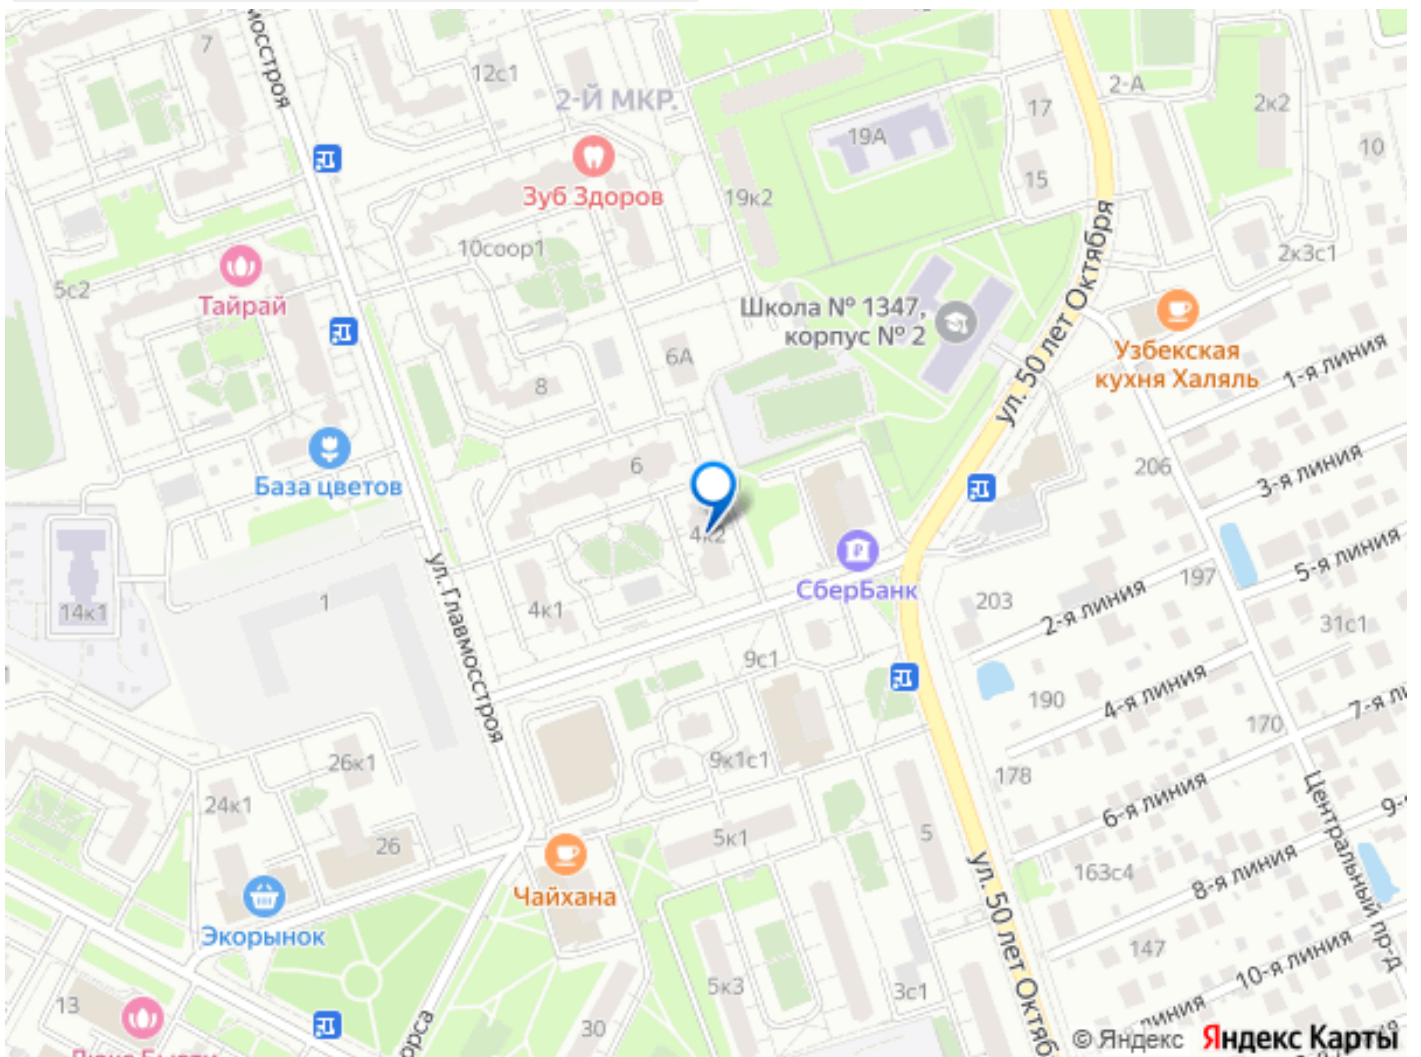 7
12с1
2-Й МКР.
17
2-А
2к2
19А
10
15
мосстроя
Зуб Здоров
19к2
10соор1
2к3с1
5с2
Тайрай
Школа № 1347,
корпус № 2
ул. 50 лет Октября
6А
8
Узбекская
кухня Халяль
1-я линия
База цветов
6
206
3-я линия
4к2
СберБанк
5-я линия
197
ул. Главмосстроя
14к1
1
4к1
203
2-я линия
31с1
9с1
190
4-я линия
170
7-я
26к1
9к1с1
178
24к1
6-я линия
Центральный пр-д
9-
26
5к1
5
163с4
8-я линия
Чайхана
ул. 50 лет Октяб
Экорынок
147
10-я линия
5к3
3с1
13
30
линия
© Яндекс Яндекс Карты